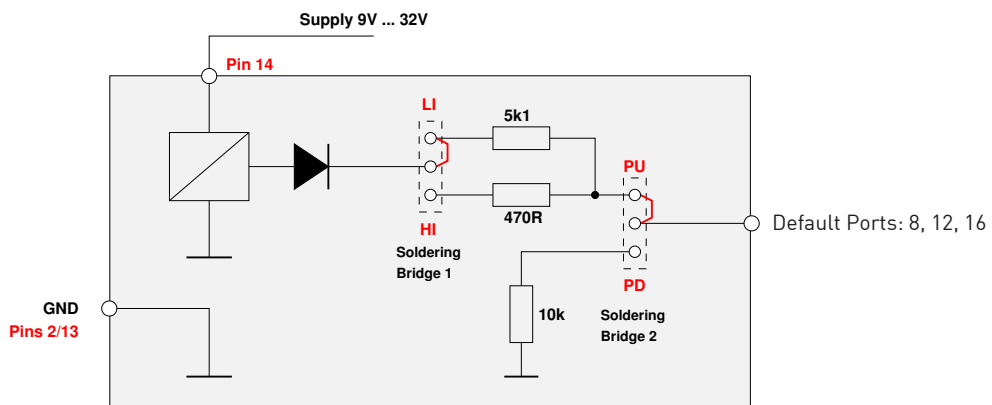 Supply 9V ... 32V
Pin 14
LI
5k1
PU
470R
HI
Default Ports: 8, 12, 16
Soldering
Bridge 1
PD
GND
10k
Soldering
Pins 2/13
Bridge 2